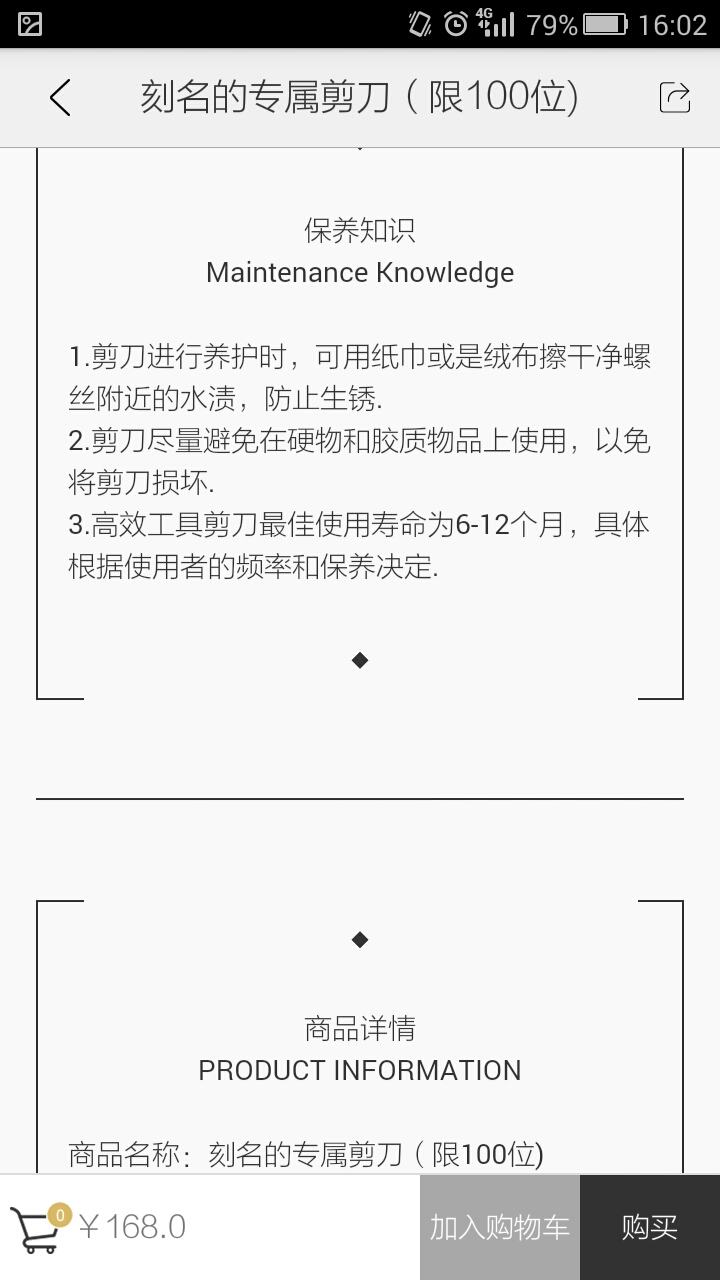 4G 79% 16:02
刻名的专属剪刀（限100位)
保养知识
Maintenance Knowledge
1.剪刀进行养护时，可用纸巾或是绒布擦干净螺
丝附近的水渍，防止生锈.
2.剪刀尽量避免在硬物和胶质物品上使用，以免
将剪刀损坏.
3.高效工具剪刀最佳使用寿命为6-12个月，具体
根据使用者的频率和保养决定.
商品详情
PRODUCT INFORMATION
商品名称：刻名的专属剪刀（限100位)
0 ￥168.0 加入购物车 购买